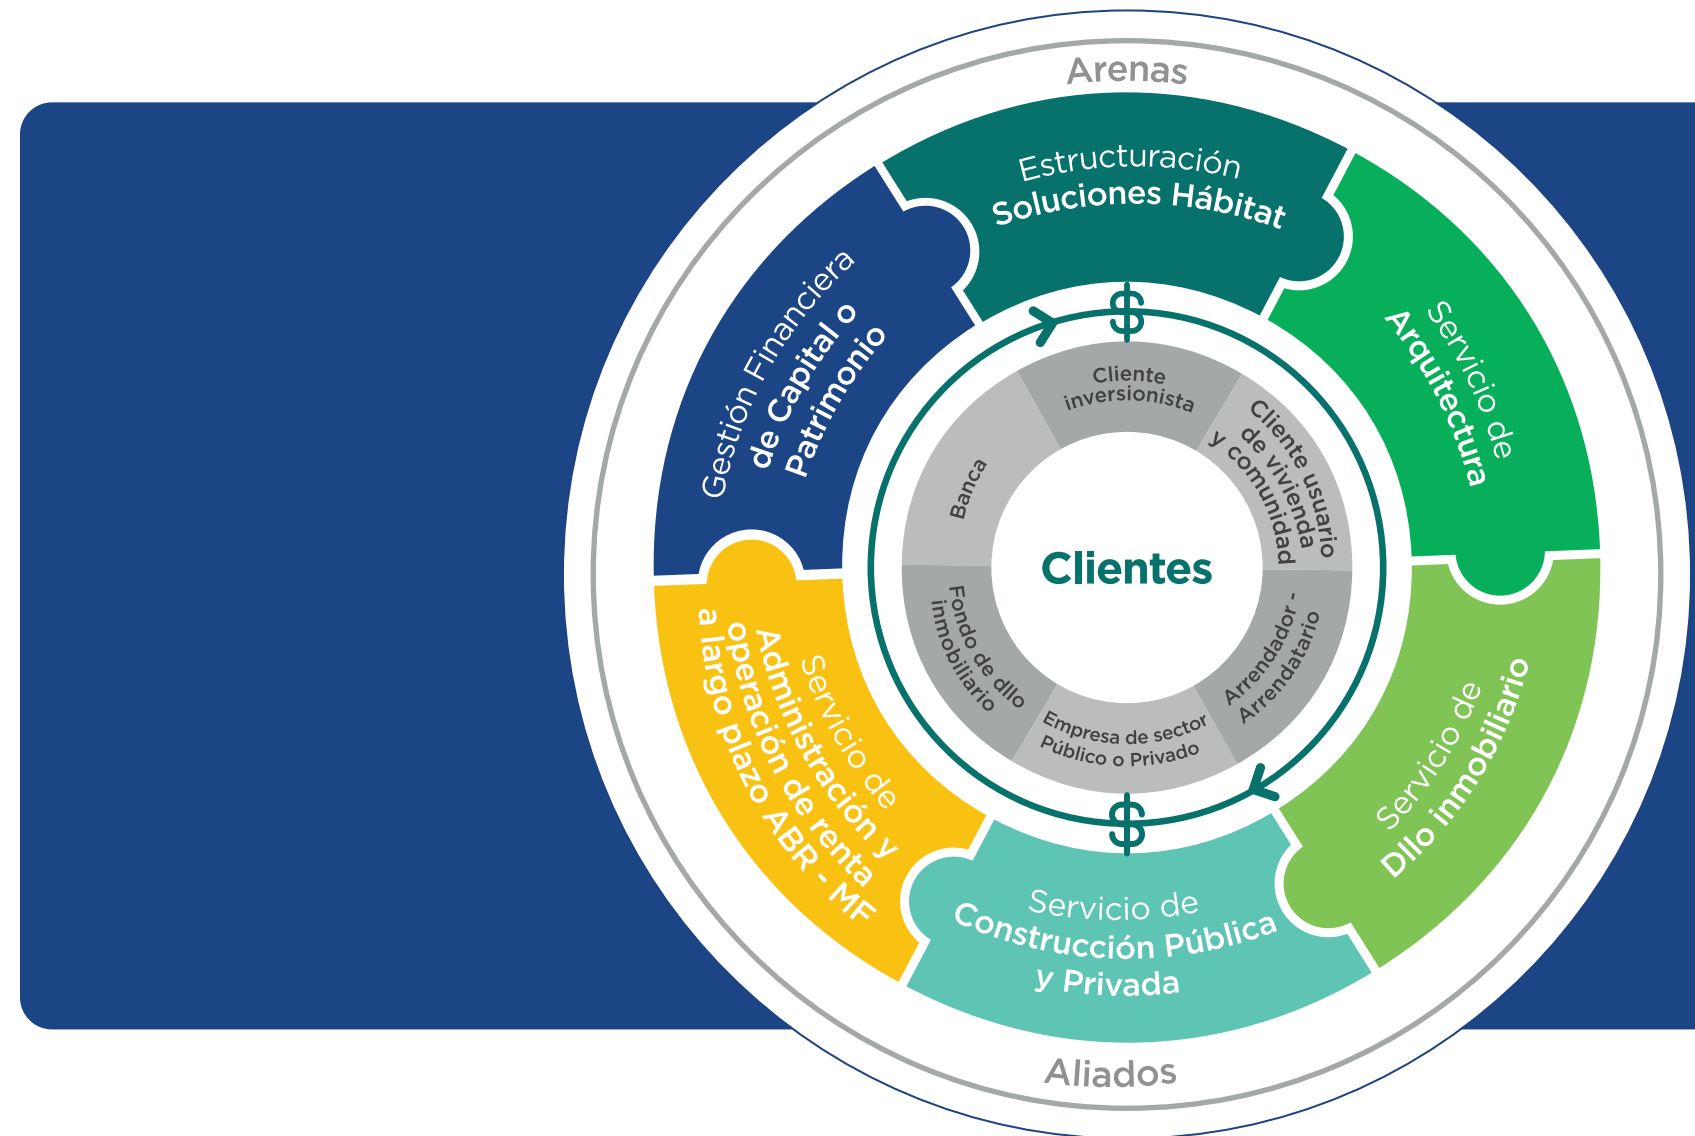 Arenas
Estructuración
Soluciones Hábitat
Servicio de
Arquitectura
Servicio de
Dllo inmobiliario
Servicio de
Construcción Pública
y Privada
Servicio de
Administración y
operación de renta
a largo plazo ABR - MF
Gestión Financiera
de Capital o
Patrimonio
$
Cliente
inversionista
Cliente usuario
de vivienda
y comunidad
Arrendador -
Arrendatario
Empresa de sector
Público o Privado
Fondo de dllo
inmobiliario
Banca
Clientes
$
Aliados